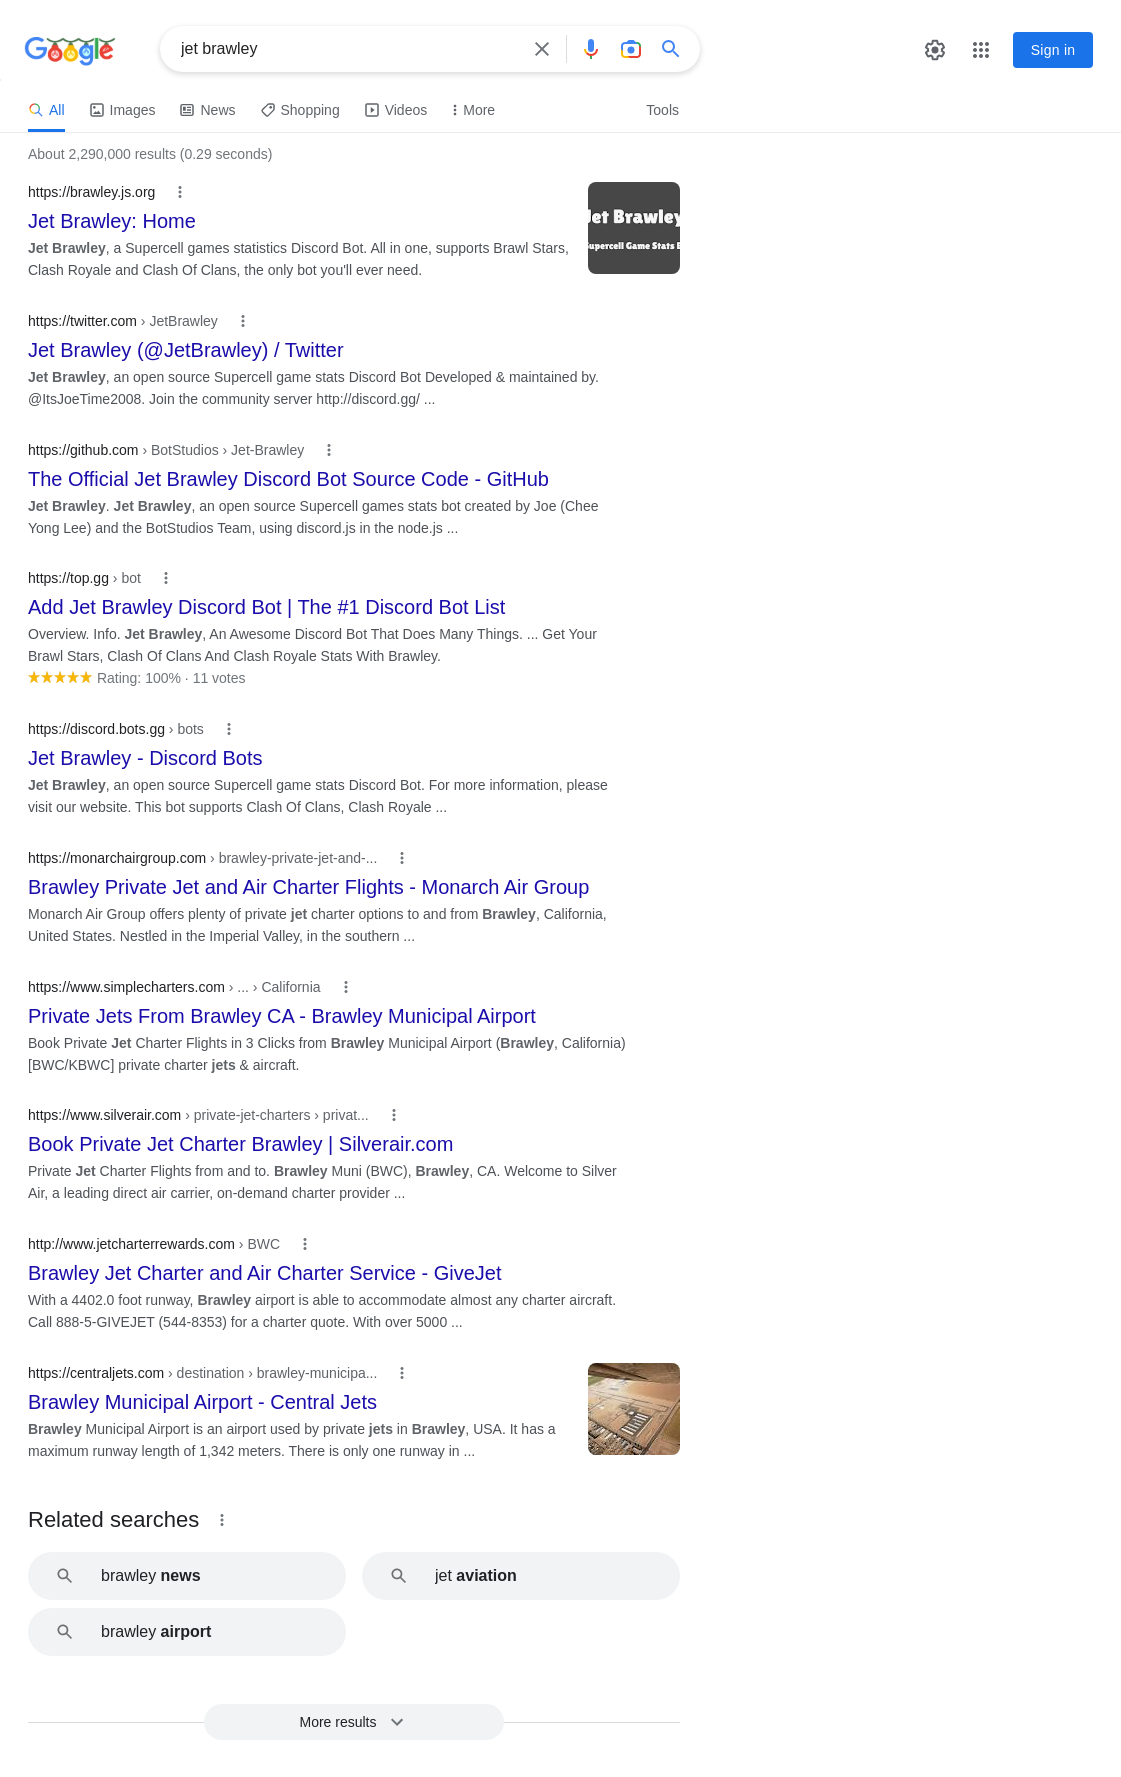 Google
jet brawley
Sign in
All
Images
News
Shopping
Videos
More
Tools
About 2,290,000 results (0.29 seconds)
https://brawley.js.org
Jet Brawley: Home
Jet Brawley, a Supercell games statistics Discord Bot. All in one, supports Brawl Stars,
Clash Royale and Clash Of Clans, the only bot you'll ever need.
Jet Brawley
Supercell Game Stats B
https://twitter.com › JetBrawley
Jet Brawley (@JetBrawley) / Twitter
Jet Brawley, an open source Supercell game stats Discord Bot Developed & maintained by.
@ItsJoeTime2008. Join the community server http://discord.gg/ ...
https://github.com › BotStudios › Jet-Brawley
The Official Jet Brawley Discord Bot Source Code - GitHub
Jet Brawley. Jet Brawley, an open source Supercell games stats bot created by Joe (Chee
Yong Lee) and the BotStudios Team, using discord.js in the node.js ...
https://top.gg › bot
Add Jet Brawley Discord Bot | The #1 Discord Bot List
Overview. Info. Jet Brawley, An Awesome Discord Bot That Does Many Things. ... Get Your
Brawl Stars, Clash Of Clans And Clash Royale Stats With Brawley.
Rating: 100% · 11 votes
https://discord.bots.gg › bots
Jet Brawley - Discord Bots
Jet Brawley, an open source Supercell game stats Discord Bot. For more information, please
visit our website. This bot supports Clash Of Clans, Clash Royale ...
https://monarchairgroup.com › brawley-private-jet-and-...
Brawley Private Jet and Air Charter Flights - Monarch Air Group
Monarch Air Group offers plenty of private jet charter options to and from Brawley, California,
United States. Nestled in the Imperial Valley, in the southern ...
https://www.simplecharters.com › ... › California
Private Jets From Brawley CA - Brawley Municipal Airport
Book Private Jet Charter Flights in 3 Clicks from Brawley Municipal Airport (Brawley, California)
[BWC/KBWC] private charter jets & aircraft.
https://www.silverair.com › private-jet-charters › privat...
Book Private Jet Charter Brawley | Silverair.com
Private Jet Charter Flights from and to. Brawley Muni (BWC), Brawley, CA. Welcome to Silver
Air, a leading direct air carrier, on-demand charter provider ...
http://www.jetcharterrewards.com › BWC
Brawley Jet Charter and Air Charter Service - GiveJet
With a 4402.0 foot runway, Brawley airport is able to accommodate almost any charter aircraft.
Call 888-5-GIVEJET (544-8353) for a charter quote. With over 5000 ...
https://centraljets.com › destination › brawley-municipa...
Brawley Municipal Airport - Central Jets
Brawley Municipal Airport is an airport used by private jets in Brawley, USA. It has a
maximum runway length of 1,342 meters. There is only one runway in ...
Related searches
brawley news
jet aviation
brawley airport
More results